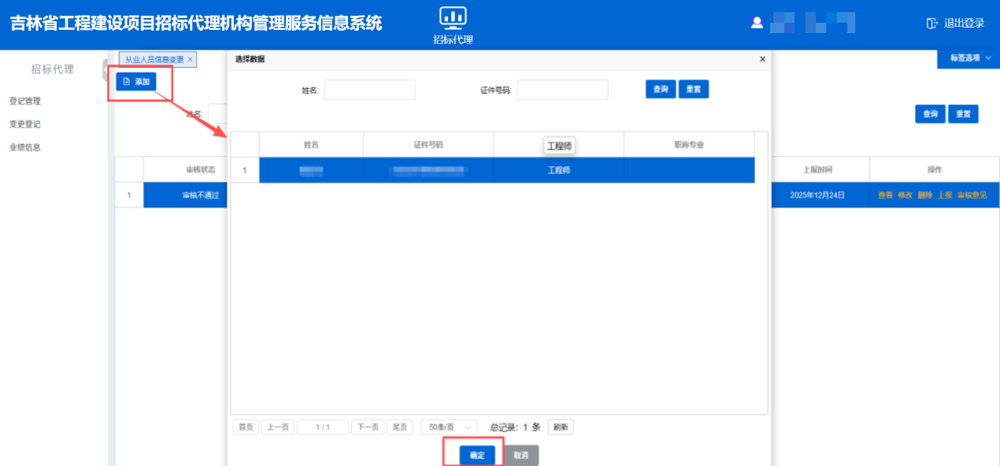 吉林省工程建设项目招标代理机构管理服务信息系统
招标代理
退出登录
招标代理
从业人员信息变更 ×
选择数据
×
标签选项
添加
登记管理
变更登记
业绩信息
姓名:
姓名:
证件号码:
查询 重置
查询 重置
姓名 证件号码 工程师 职称专业
1 工程师
审核状态 上报时间 操作
1 审核不通过 2025年12月24日 查看 修改 删除 上报 审核意见
首页 上一页 1 / 1 下一页 尾页 50条/页 总记录: 1 条 刷新
确定 取消